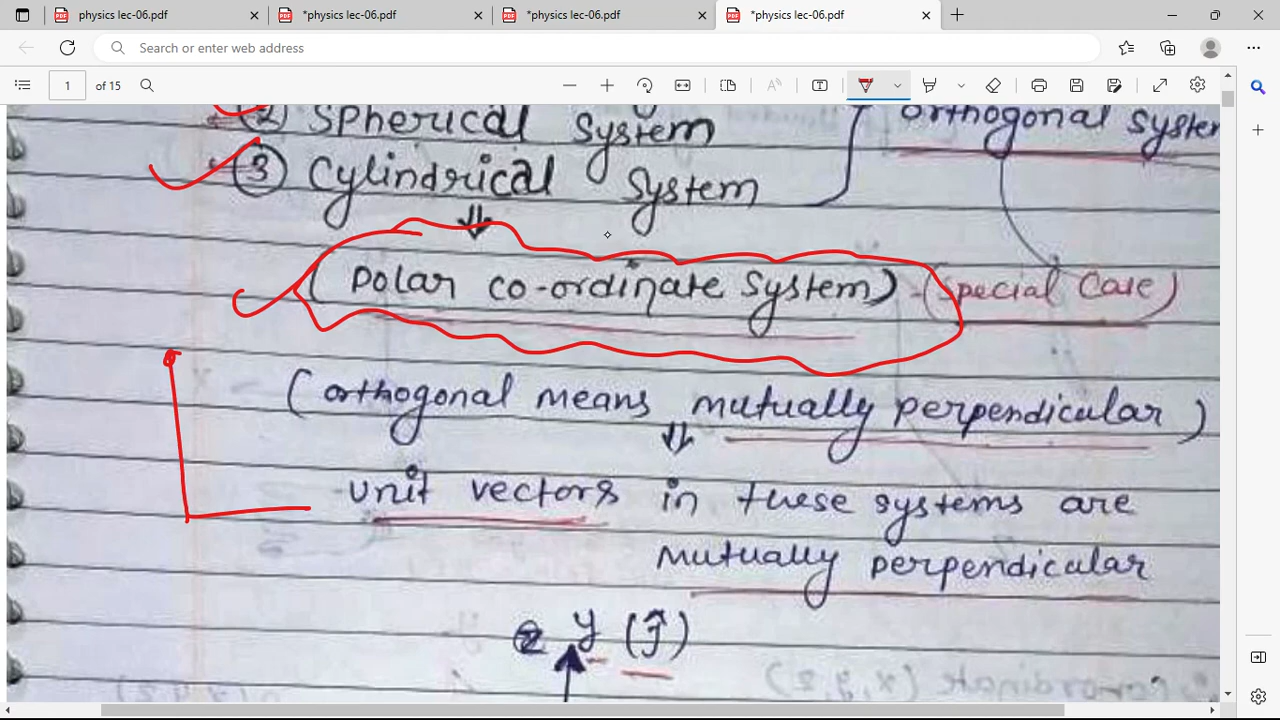 physics lec-06.pdf
*physics lec-06.pdf
*physics lec-06.pdf
*physics lec-06.pdf
Search or enter web address
1 of 15
(2) Spherical System
orthogonal system
(3) Cylindrical System
⇓
(Polar co-ordinate System) - (special Case)
(orthogonal means mutually perpendicular)
⇓
unit vectors in these systems are
mutually perpendicular
y (ĵ)